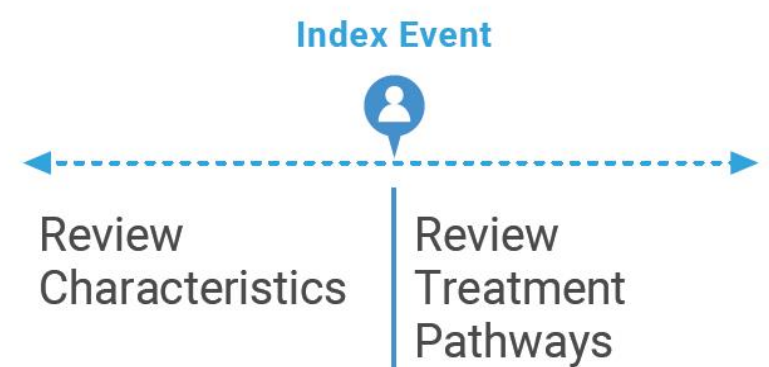 Index Event
Review
Characteristics
Review
Treatment
Pathways